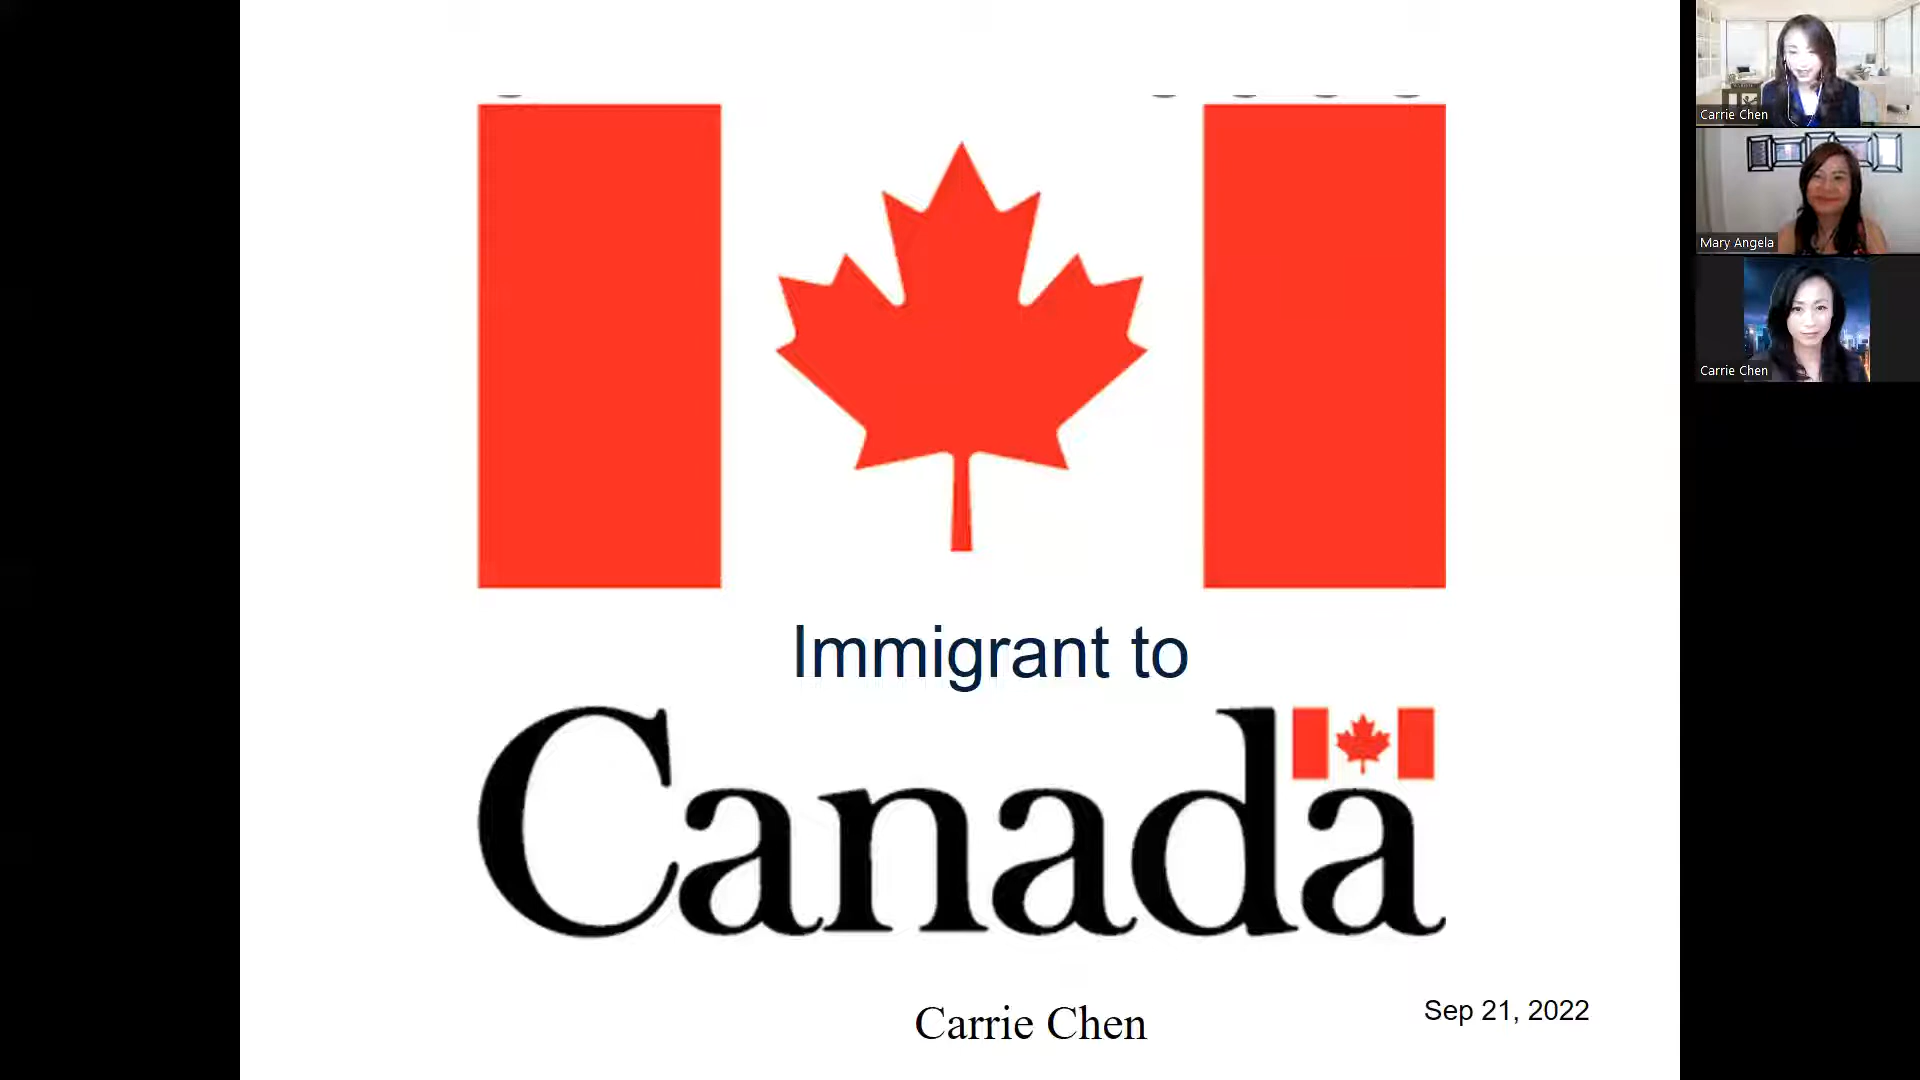 Immigrant to
Canada
Carrie Chen
Sep 21, 2022
Carrie Chen
Mary Angela
Carrie Chen